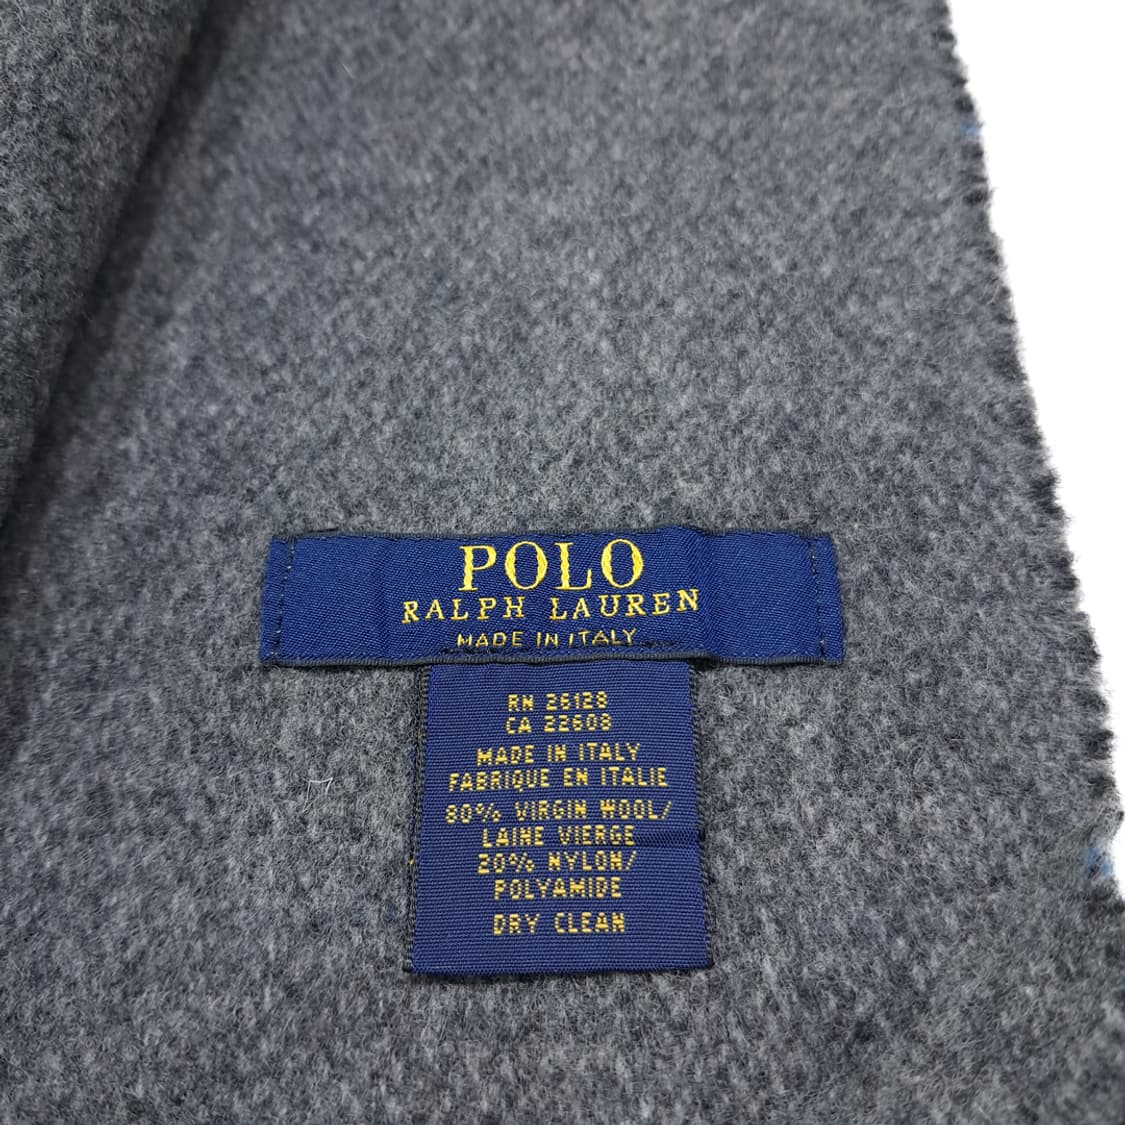 POLO
RALPH LAUREN
MADE IN ITALY
RN 26128
CA 22608
MADE IN ITALY
FABRIQUE EN ITALIE
80% VIRGIN WOOL/
LAINE VIERGE
20% NYLON/
POLYAMIDE
DRY CLEAN